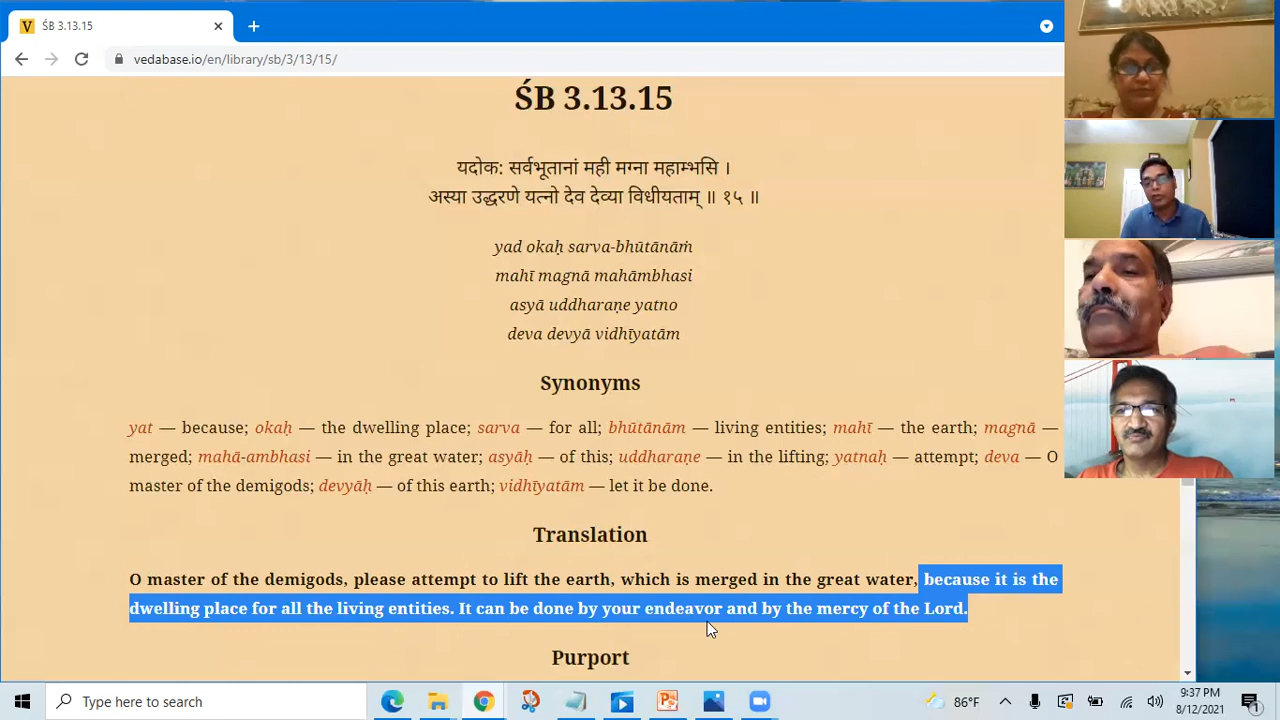 ŚB 3.13.15
vedabase.io/en/library/sb/3/13/15/
ŚB 3.13.15
यदोक: सर्वभूतानां मही मग्ना महाम्भसि ।
अस्या उद्धरणे यत्नो देव देव्या विधीयताम् ॥ १५ ॥
yad okaḥ sarva-bhūtānāṁ
mahī magnā mahāmbhasi
asyā uddharaṇe yatno
deva devyā vidhīyatām
Synonyms
yat — because; okaḥ — the dwelling place; sarva — for all; bhūtānām — living entities; mahī — the earth; magnā —
merged; mahā-ambhasi — in the great water; asyāḥ — of this; uddharaṇe — in the lifting; yatnaḥ — attempt; deva — O
master of the demigods; devyāḥ — of this earth; vidhīyatām — let it be done.
Translation
O master of the demigods, please attempt to lift the earth, which is merged in the great water, because it is the
dwelling place for all the living entities. It can be done by your endeavor and by the mercy of the Lord.
Purport
Type here to search
86°F
9:37 PM
8/12/2021